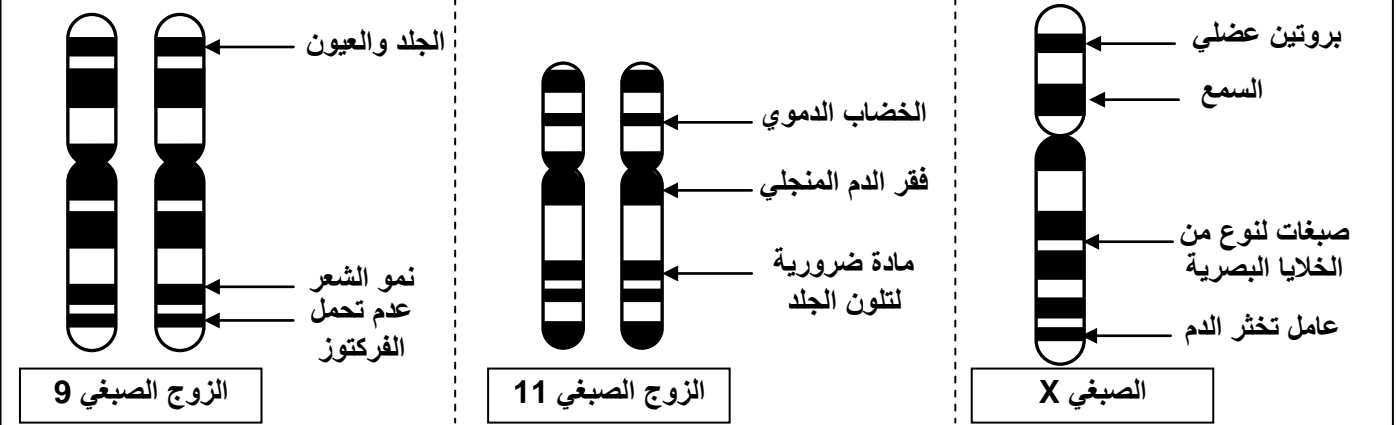 بروتين عضلي
السمع
صبغات لنوع من
الخلايا البصرية
عامل تخثر الدم
الصبغي X
الخضاب الدموي
فقر الدم المنجلي
مادة ضرورية
لتلون الجلد
الزوج الصبغي 11
الجلد والعيون
نمو الشعر
عدم تحمل
الفركتوز
الزوج الصبغي 9